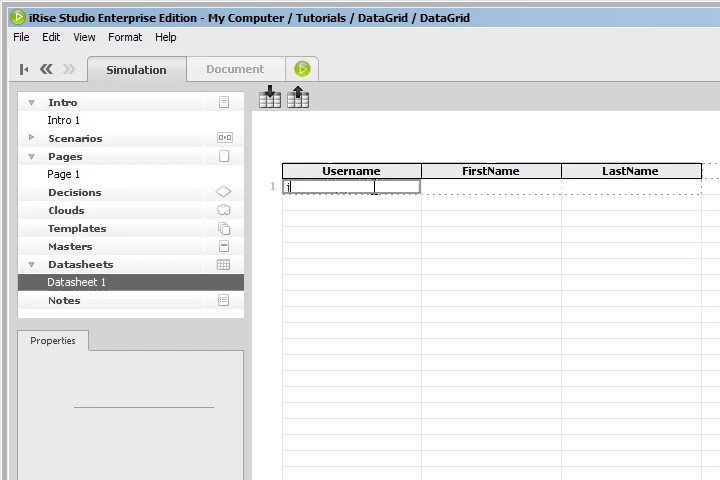 iRise Studio Enterprise Edition - My Computer / Tutorials / DataGrid / DataGrid
File Edit View Format Help
Simulation Document
Intro
Intro 1
Scenarios
Pages
Page 1
Decisions
Clouds
Templates
Masters
Datasheets
Datasheet 1
Notes
Properties
Username FirstName LastName
1 i